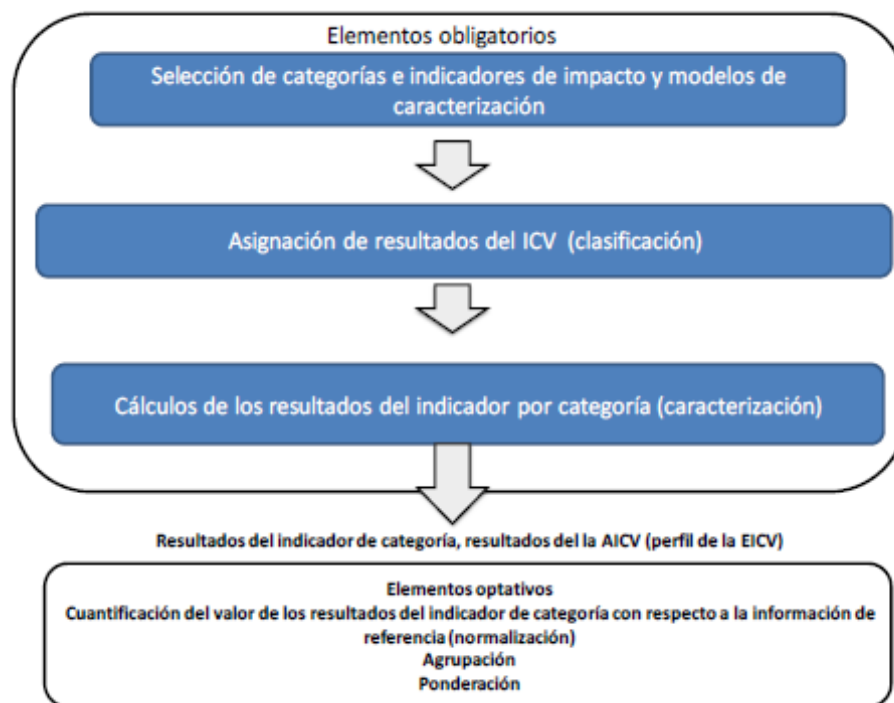 Elementos obligatorios
Selección de categorías e indicadores de impacto y modelos de
caracterización
Asignación de resultados del ICV (clasificación)
Cálculos de los resultados del indicador por categoría (caracterización)
Resultados del indicador de categoría, resultados del la AICV (perfil de la EICV)
Elementos optativos
Cuantificación del valor de los resultados del indicador de categoría con respecto a la información de
referencia (normalización)
Agrupación
Ponderación